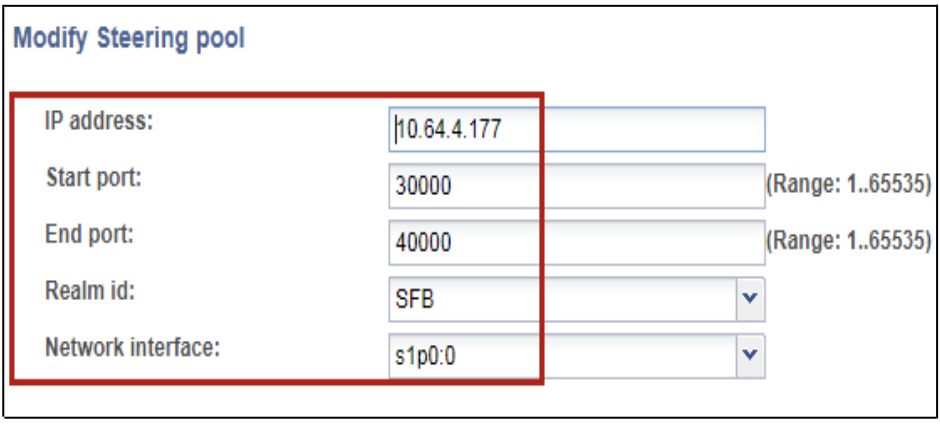 Modify Steering pool
IP address: 10.64.4.177
Start port: 30000 (Range: 1..65535)
End port: 40000 (Range: 1..65535)
Realm id: SFB
Network interface: s1p0:0